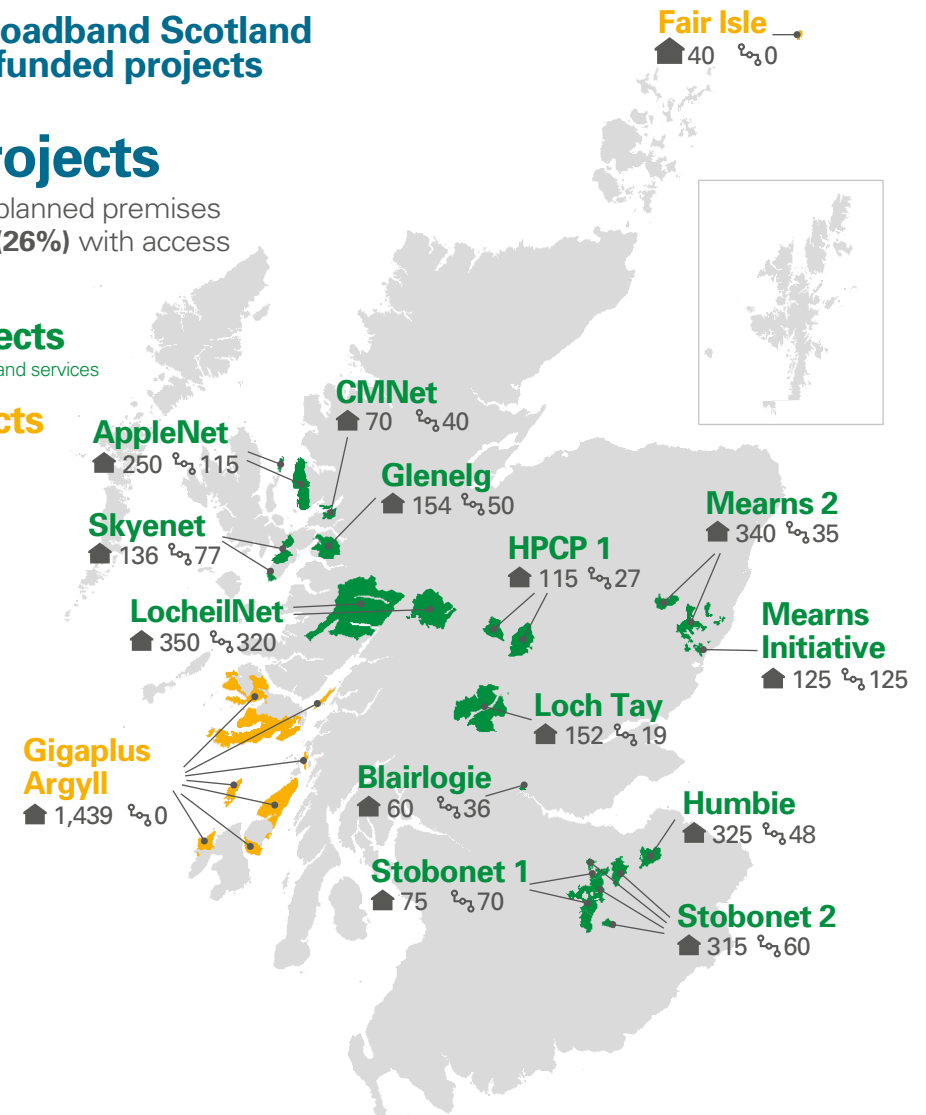 oadband Scotland
funded projects
rojects
planned premises
(26%) with access
ects
and services
cts
Fair Isle
40 0
CMNet
70 40
AppleNet
250 115
Glenelg
154 50
Mearns 2
340 35
Skyenet
136 77
HPCP 1
115 27
LocheilNet
350 320
Mearns
Initiative
125 125
Loch Tay
152 19
Gigaplus
Argyll
1,439 0
Blairlogie
60 36
Humbie
325 48
Stobonet 1
75 70
Stobonet 2
315 60